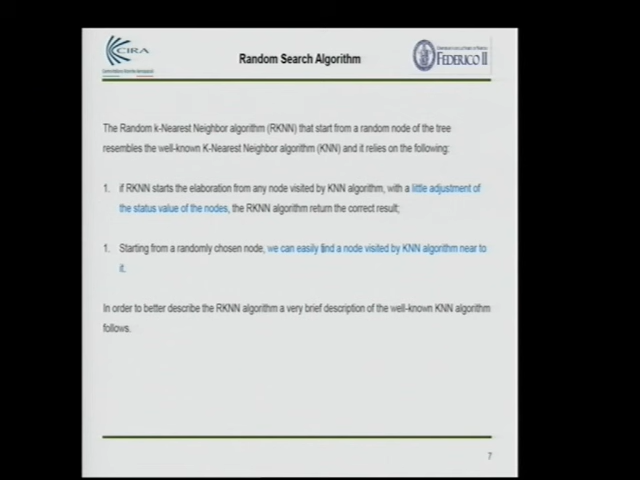 CIRA
Random Search Algorithm
FEDERICO II
The Random k-Nearest Neighbor algorithm (RKNN) that start from a random node of the tree
resembles the well-known K-Nearest Neighbor algorithm (KNN) and it relies on the following:
1. if RKNN starts the elaboration from any node visited by KNN algorithm, with a little adjustment of
the status value of the nodes, the RKNN algorithm return the correct result;
1. Starting from a randomly chosen node, we can easily find a node visited by KNN algorithm near to
it.
In order to better describe the RKNN algorithm a very brief description of the well-known KNN algorithm
follows.
7